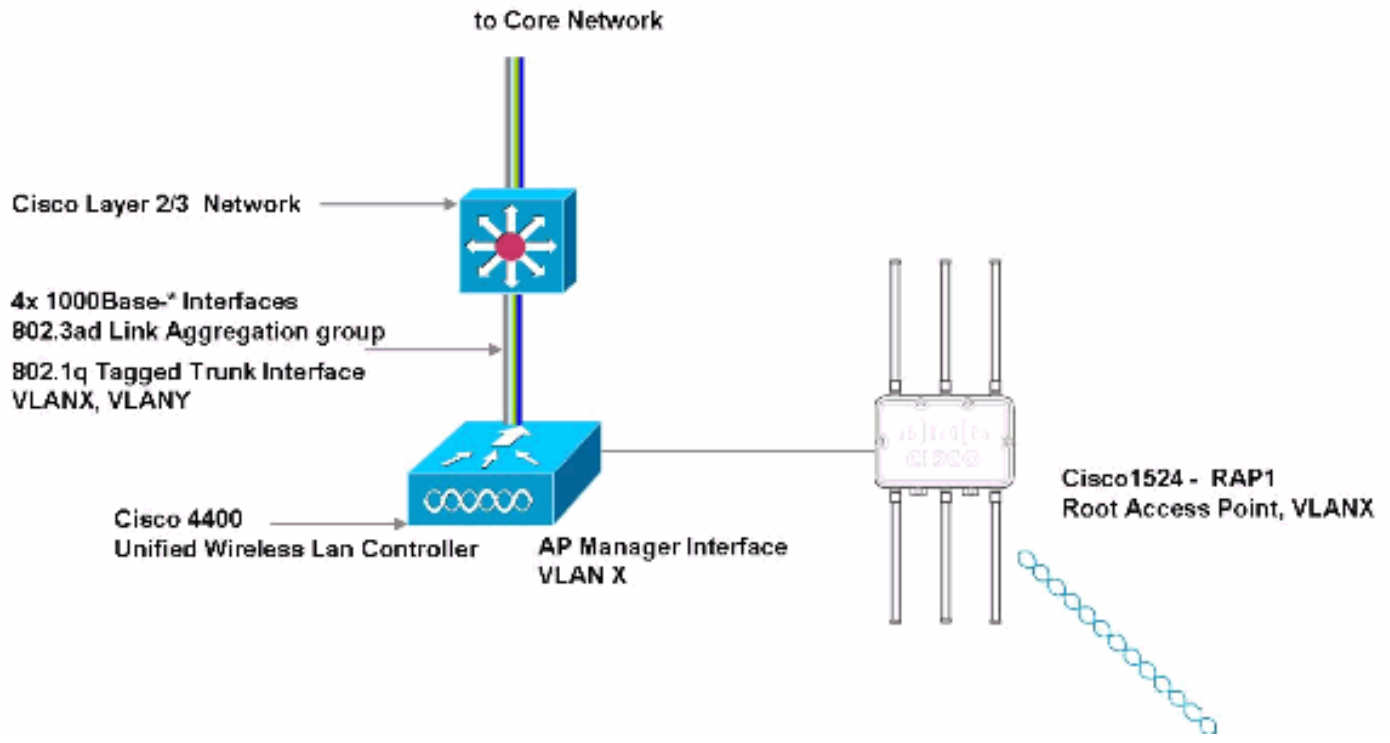 to Core Network
Cisco Layer 2/3 Network
4x 1000Base-* Interfaces
802.3ad Link Aggregation group
802.1q Tagged Trunk Interface
VLANX, VLANY
Cisco 4400
Unified Wireless Lan Controller
AP Manager Interface
VLAN X
CISCO
Cisco1524 - RAP1
Root Access Point, VLANX